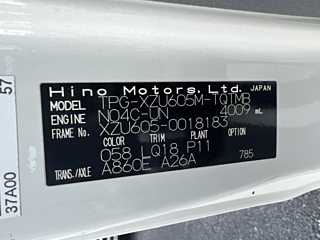 Hino Motors, Ltd. JAPAN
MODEL TPG-XZU605M-TQTMB
ENGINE N04C-UN 4009 mL
FRAME No. XZU605-0018183
COLOR TRIM PLANT OPTION
058 LQ18 P11 785
TRANS./AXLE A860E A26A
57
37A00